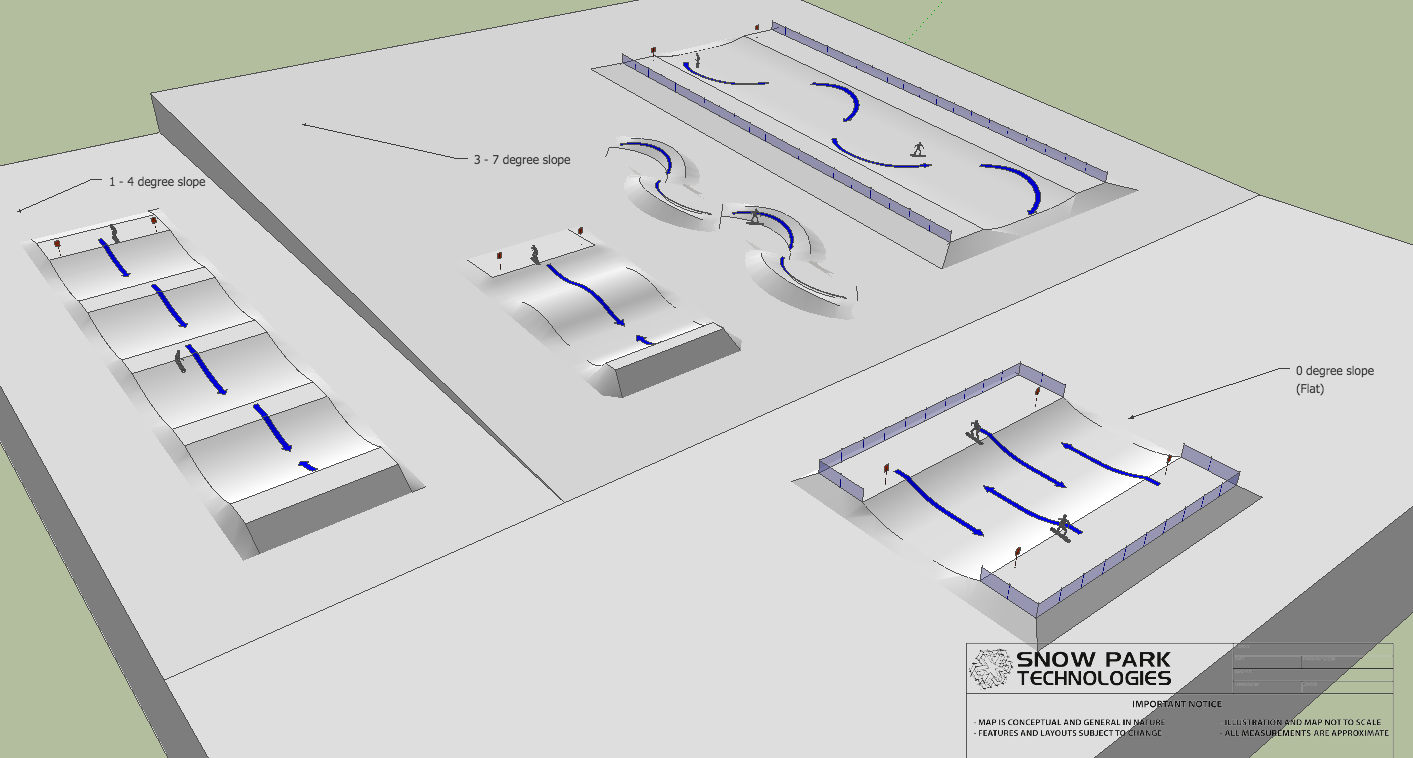 3 - 7 degree slope
1 - 4 degree slope
0 degree slope
(Flat)
SNOW PARK
TECHNOLOGIES
IMPORTANT NOTICE
- MAP IS CONCEPTUAL AND GENERAL IN NATURE
- FEATURES AND LAYOUTS SUBJECT TO CHANGE
- ILLUSTRATION AND MAP NOT TO SCALE
- ALL MEASUREMENTS ARE APPROXIMATE